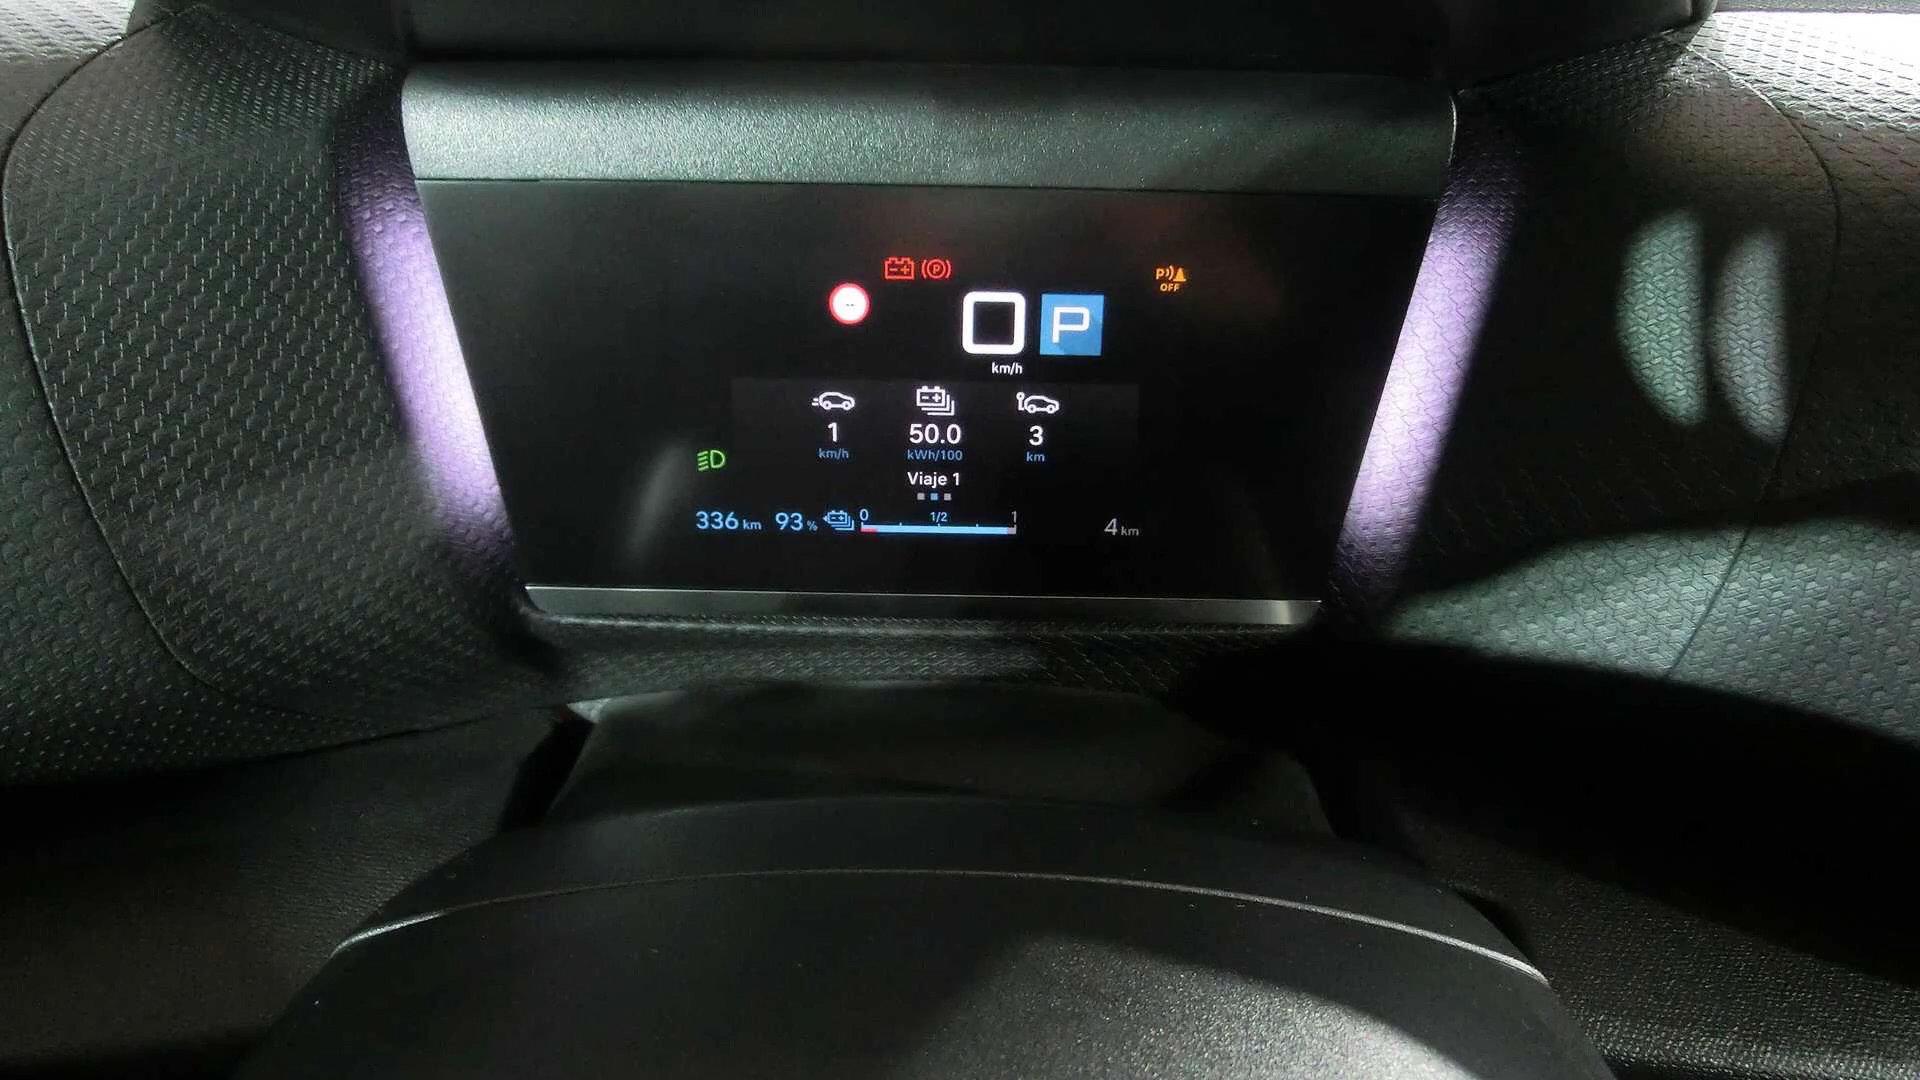 P
P
OFF
--
P
km/h
1 50.0 3
km/h kWh/100 km
Viaje 1
0 1/2 1
336 km 93 % 4 km